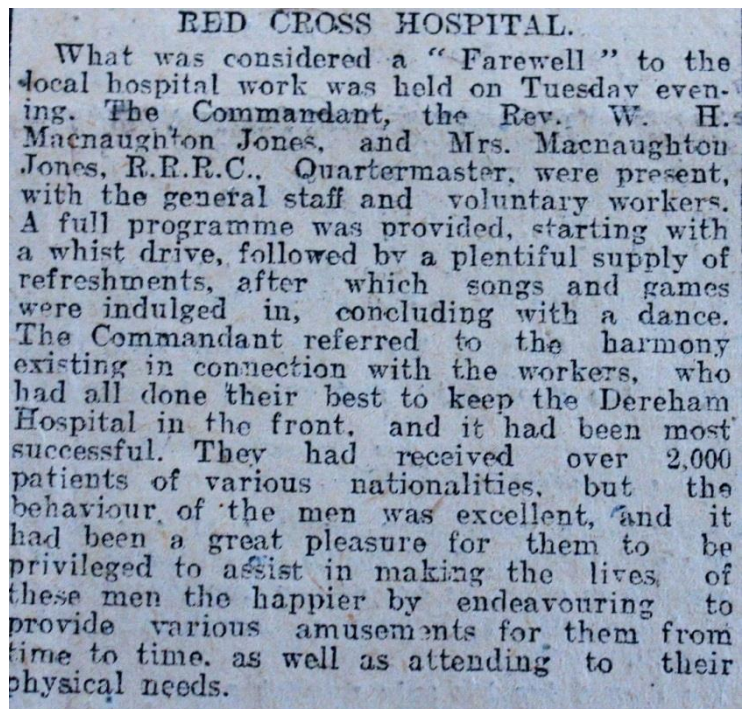 RED CROSS HOSPITAL.
What was considered a " Farewell " to the
local hospital work was held on Tuesday even-
ing. The Commandant, the Rev. W. H.
Macnaughton Jones, and Mrs. Macnaughton
Jones, R.R.R.C., Quartermaster, were present,
with the general staff and voluntary workers.
A full programme was provided, starting with
a whist drive, followed by a plentiful supply of
refreshments, after which songs and games
were indulged in, concluding with a dance.
The Commandant referred to the harmony
existing in connection with the workers, who
had all done their best to keep the Dereham
Hospital in the front, and it had been most
successful. They had received over 2,000
patients of various nationalities, but the
behaviour of the men was excellent, and it
had been a great pleasure for them to be
privileged to assist in making the lives of
these men the happier by endeavouring to
provide various amusements for them from
time to time, as well as attending to their
physical needs.